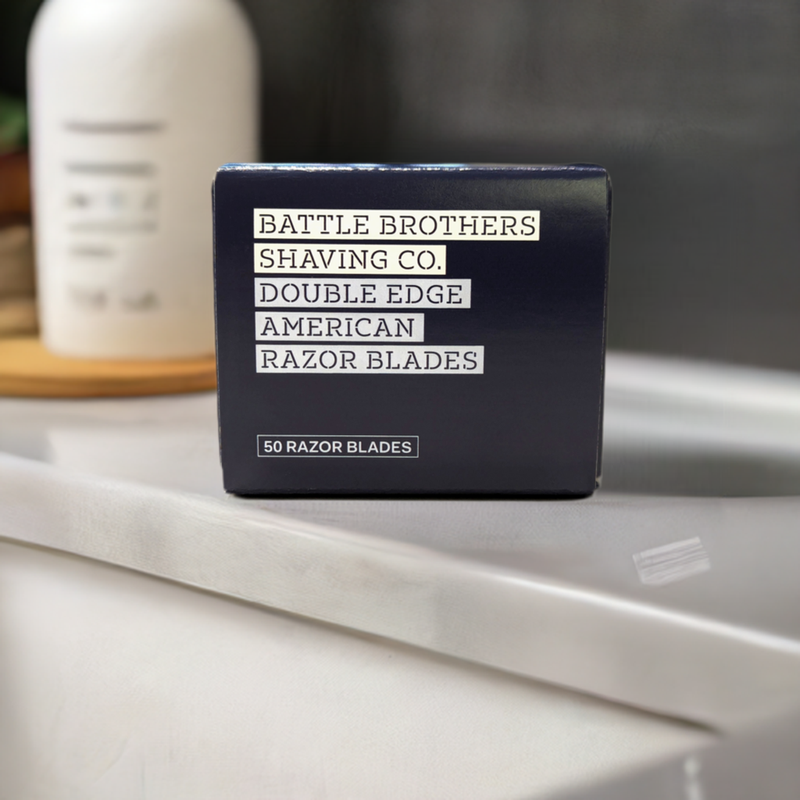 BATTLE BROTHERS
SHAVING CO.
DOUBLE EDGE
AMERICAN
RAZOR BLADES
50 RAZOR BLADES